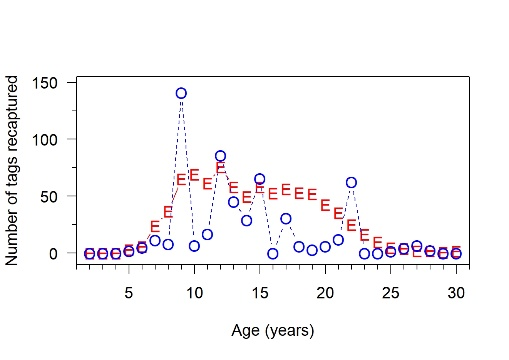 Number of tags recaptured
150
100
50
0
E E E E E E E E E E E E E E E E E E E E E E E E E E E E E
5 10 15 20 25 30
Age (years)